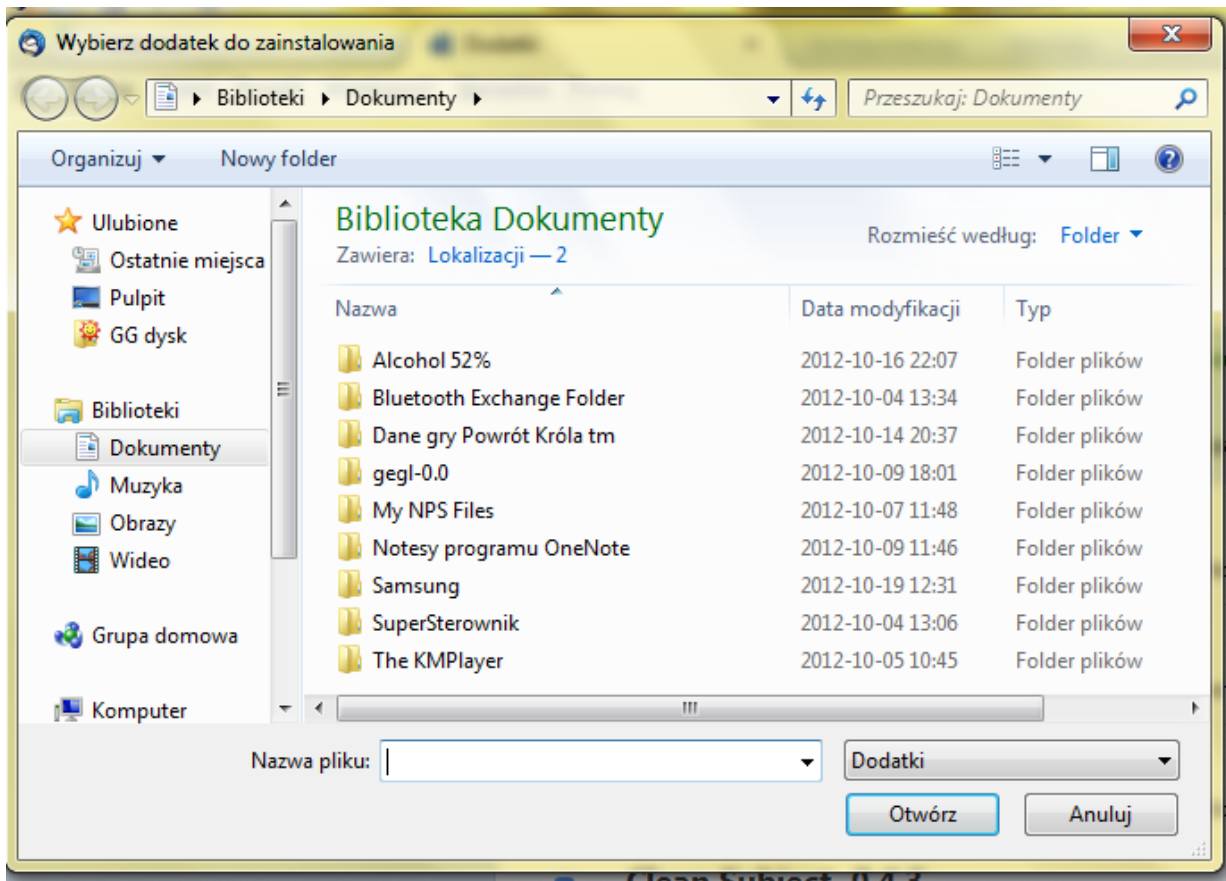 Wybierz dodatek do zainstalowania
Biblioteki Dokumenty
Przeszukaj: Dokumenty
Organizuj Nowy folder
Ulubione
Ostatnie miejsca
Pulpit
GG dysk
Biblioteki
Dokumenty
Muzyka
Obrazy
Wideo
Grupa domowa
Komputer
Biblioteka Dokumenty
Zawiera: Lokalizacji — 2
Rozmieść według: Folder
Nazwa Data modyfikacji Typ
Alcohol 52% 2012-10-16 22:07 Folder plików
Bluetooth Exchange Folder 2012-10-04 13:34 Folder plików
Dane gry Powrót Króla tm 2012-10-14 20:37 Folder plików
gegl-0.0 2012-10-09 18:01 Folder plików
My NPS Files 2012-10-07 11:48 Folder plików
Notesy programu OneNote 2012-10-09 11:46 Folder plików
Samsung 2012-10-19 12:31 Folder plików
SuperSterownik 2012-10-04 13:06 Folder plików
The KMPlayer 2012-10-05 10:45 Folder plików
Nazwa pliku: Dodatki
Otwórz Anuluj
Clean Subject 0.4.3